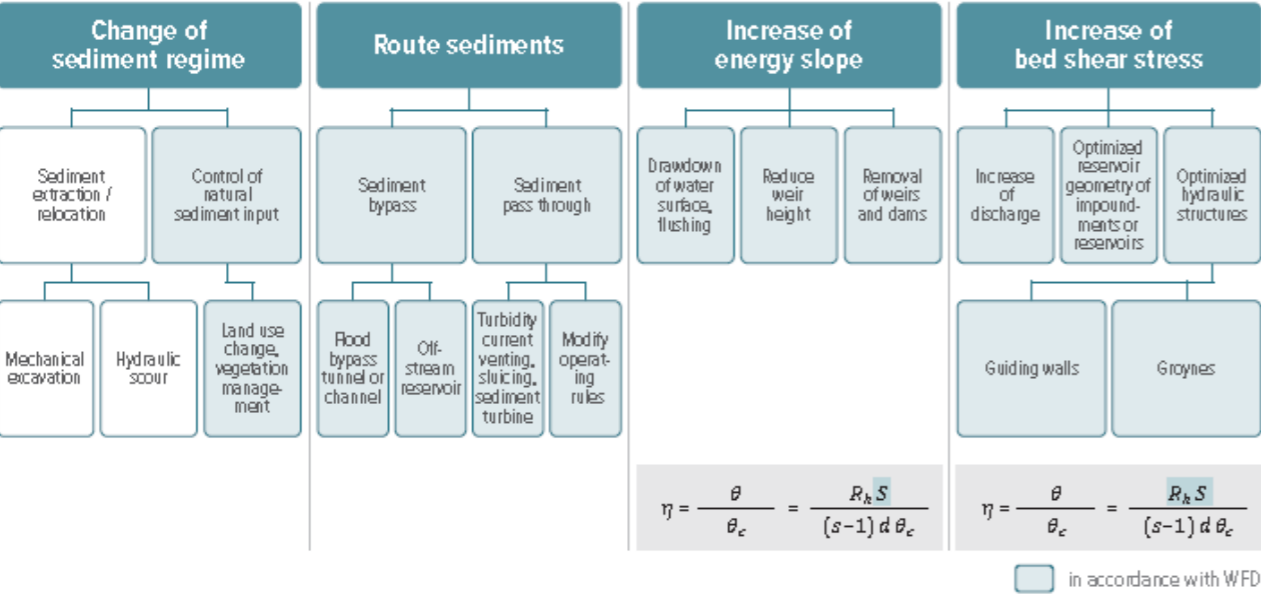 Change of
sediment regime
Route sediments
Increase of
energy slope
Increase of
bed shear stress
Sediment
extraction /
relocation
Control of
natural
sediment input
Sediment
bypass
Sediment
pass through
Drawdown
of water
surface,
flushing
Reduce
weir
height
Removal
of weirs
and dams
Increase
of
discharge
Optimized
reservoir
geometry of
impound-
ments or
reservoirs
Optimized
hydraulic
structures
Mechanical
excavation
Hydraulic
scour
Land use
change,
vegetation
manage-
ment
Flood
bypass
tunnel or
channel
Off-
stream
reservoir
Turbidity
current
venting,
sluicing,
sediment
turbine
Modify
operat-
ing
rules
Guiding walls
Groynes
η = θ / θ_c = R_h S / (s−1) d θ_c
η = θ / θ_c = R_h S / (s−1) d θ_c
in accordance with WFD